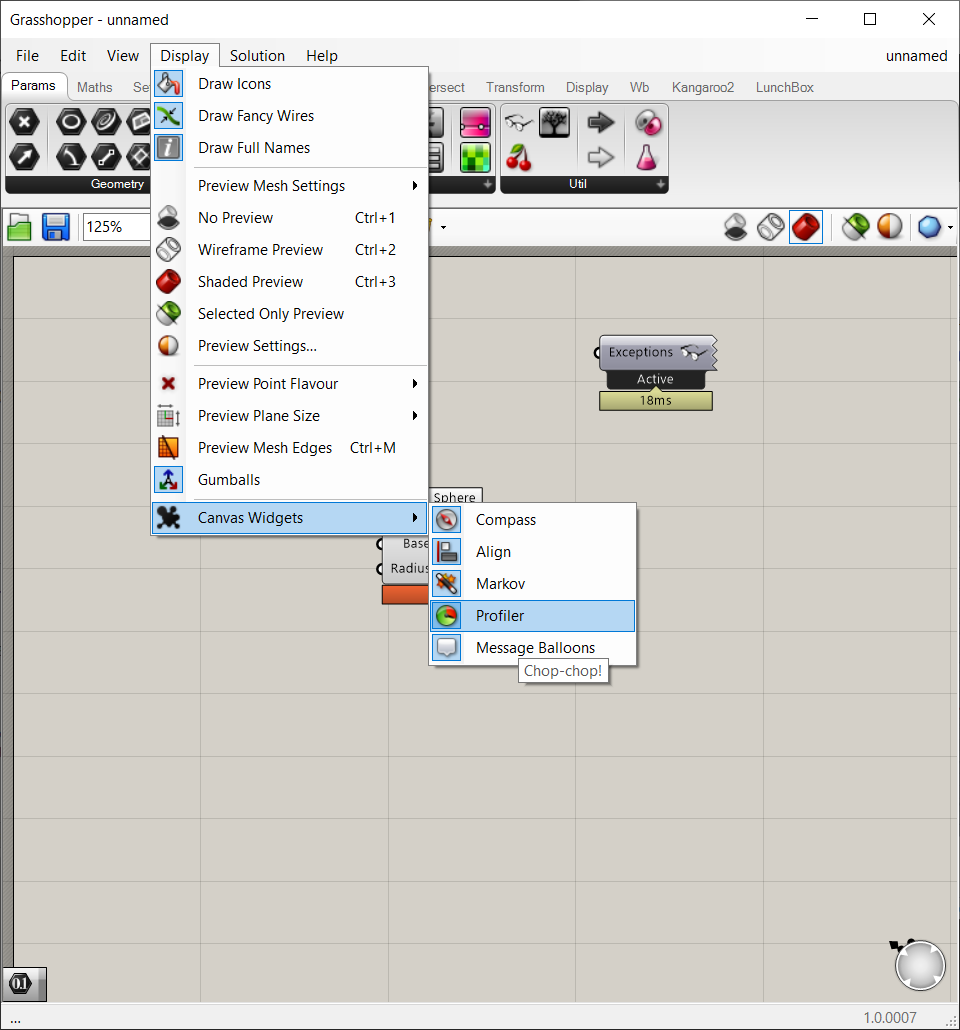 Grasshopper - unnamed
File Edit View Display Solution Help unnamed
Params Maths Se ersect Transform Display Wb Kangaroo2 LunchBox
Geometry Util
125%
Draw Icons
Draw Fancy Wires
Draw Full Names
Preview Mesh Settings
No Preview Ctrl+1
Wireframe Preview Ctrl+2
Shaded Preview Ctrl+3
Selected Only Preview
Preview Settings...
Preview Point Flavour
Preview Plane Size
Preview Mesh Edges Ctrl+M
Gumballs
Canvas Widgets
Exceptions
Active
18ms
Sphere
Base
Radius
Compass
Align
Markov
Profiler
Message Balloons
Chop-chop!
0.1
... 1.0.0007